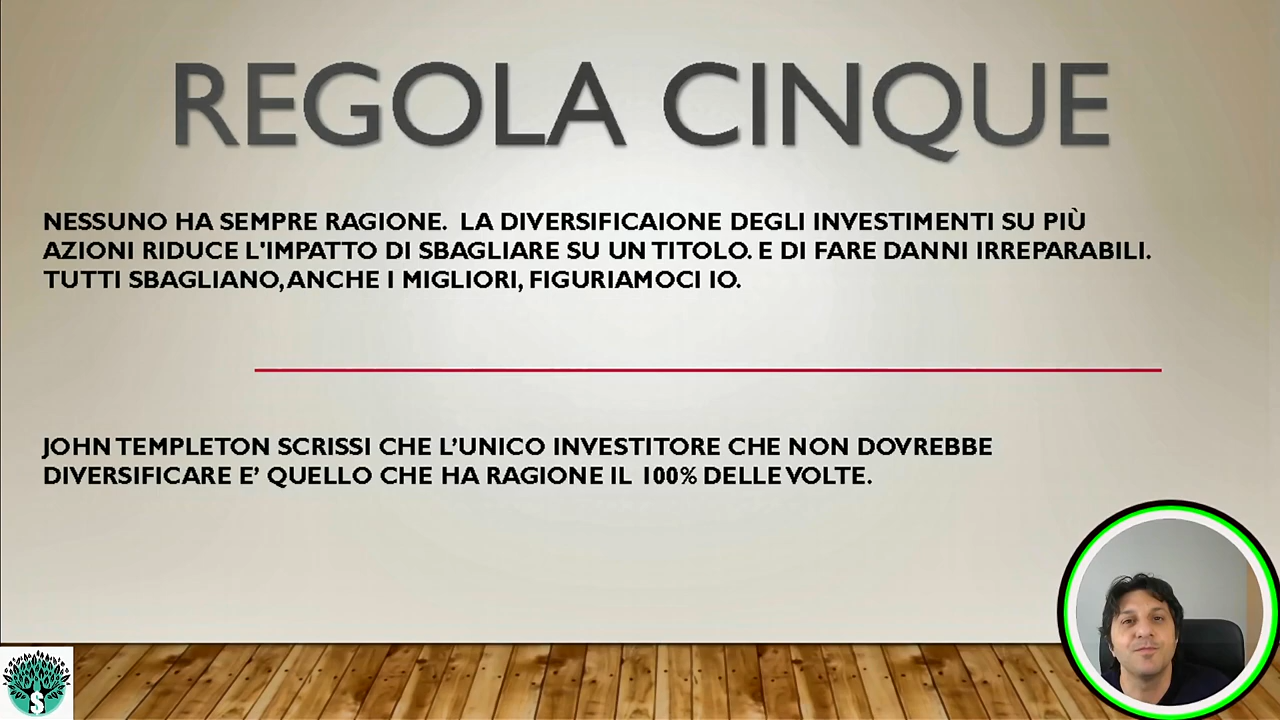 REGOLA CINQUE
NESSUNO HA SEMPRE RAGIONE. LA DIVERSIFICAIONE DEGLI INVESTIMENTI SU PIÙ
AZIONI RIDUCE L'IMPATTO DI SBAGLIARE SU UN TITOLO. E DI FARE DANNI IRREPARABILI.
TUTTI SBAGLIANO, ANCHE I MIGLIORI, FIGURIAMOCI IO.
JOHN TEMPLETON SCRISSI CHE L’UNICO INVESTITORE CHE NON DOVREBBE
DIVERSIFICARE E’ QUELLO CHE HA RAGIONE IL 100% DELLE VOLTE.
S